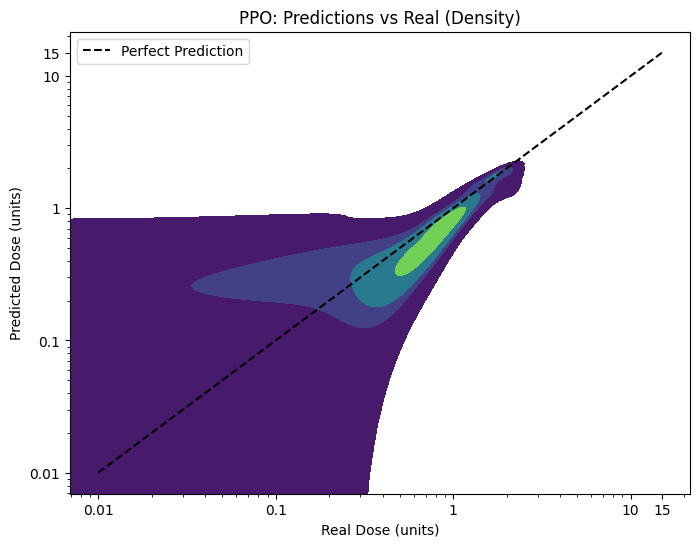 PPO: Predictions vs Real (Density)
Perfect Prediction
15
10
1
0.1
0.01
Predicted Dose (units)
0.01
0.1
1
10
15
Real Dose (units)